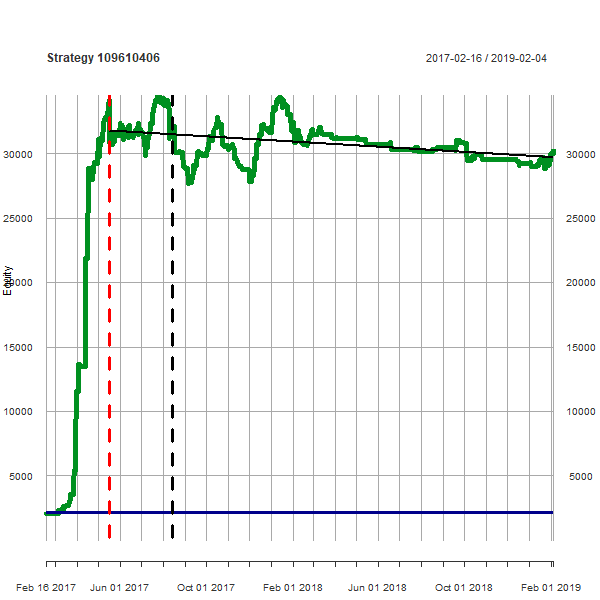 Strategy 109610406
2017-02-16 / 2019-02-04
30000
30000
25000
25000
Equity
20000
20000
15000
15000
10000
10000
5000
5000
Feb 16 2017
Jun 01 2017
Oct 01 2017
Feb 01 2018
Jun 01 2018
Oct 01 2018
Feb 01 2019